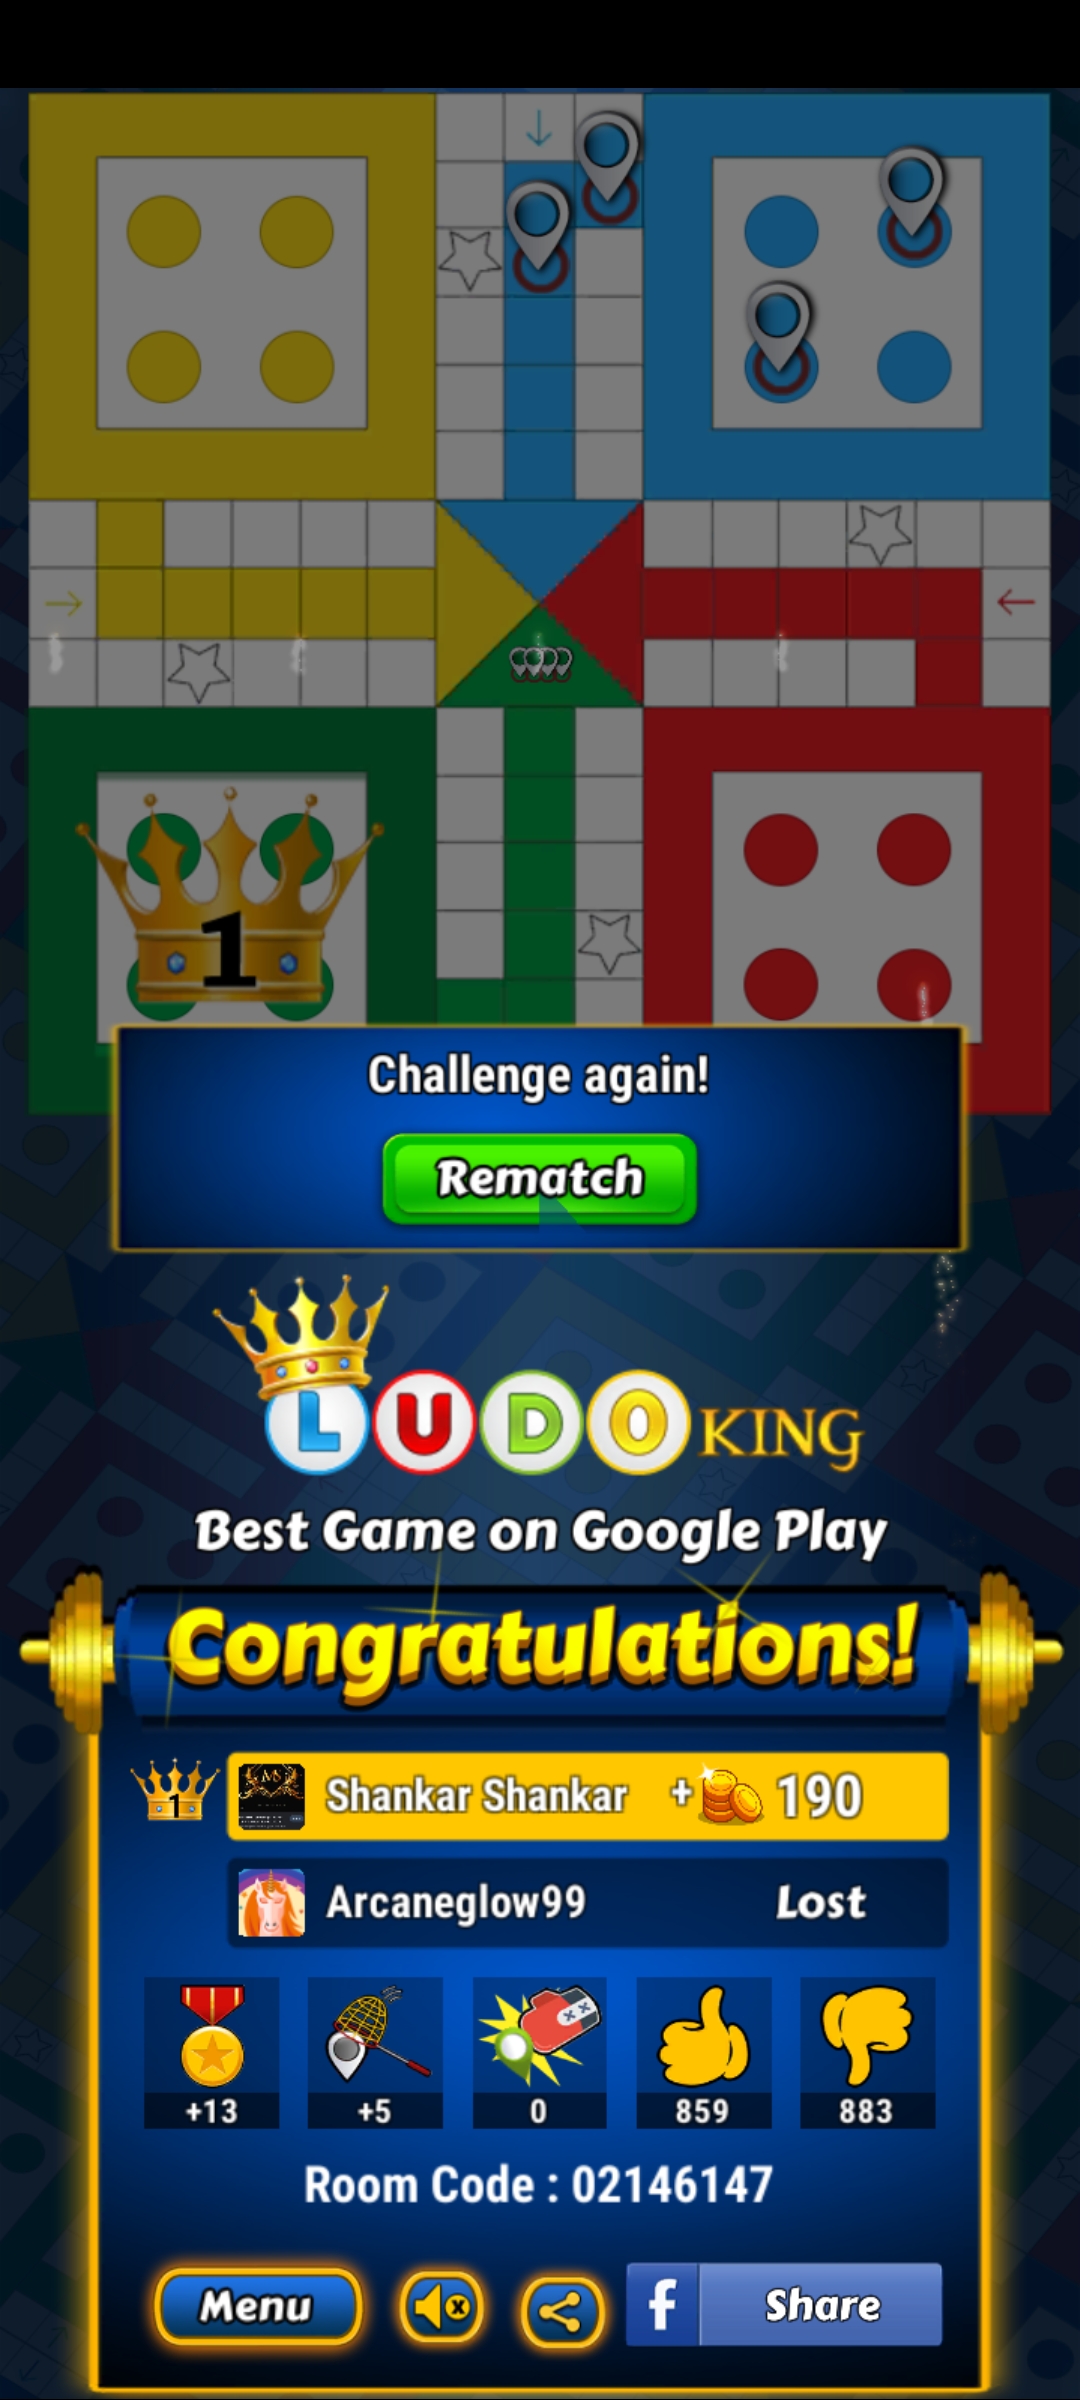 1
Challenge again!
Rematch
LUDO KING
Best Game on Google Play
Congratulations!
1 Shankar Shankar + 190
Arcaneglow99 Lost
+13 +5 0 859 883
Room Code : 02146147
Menu f Share